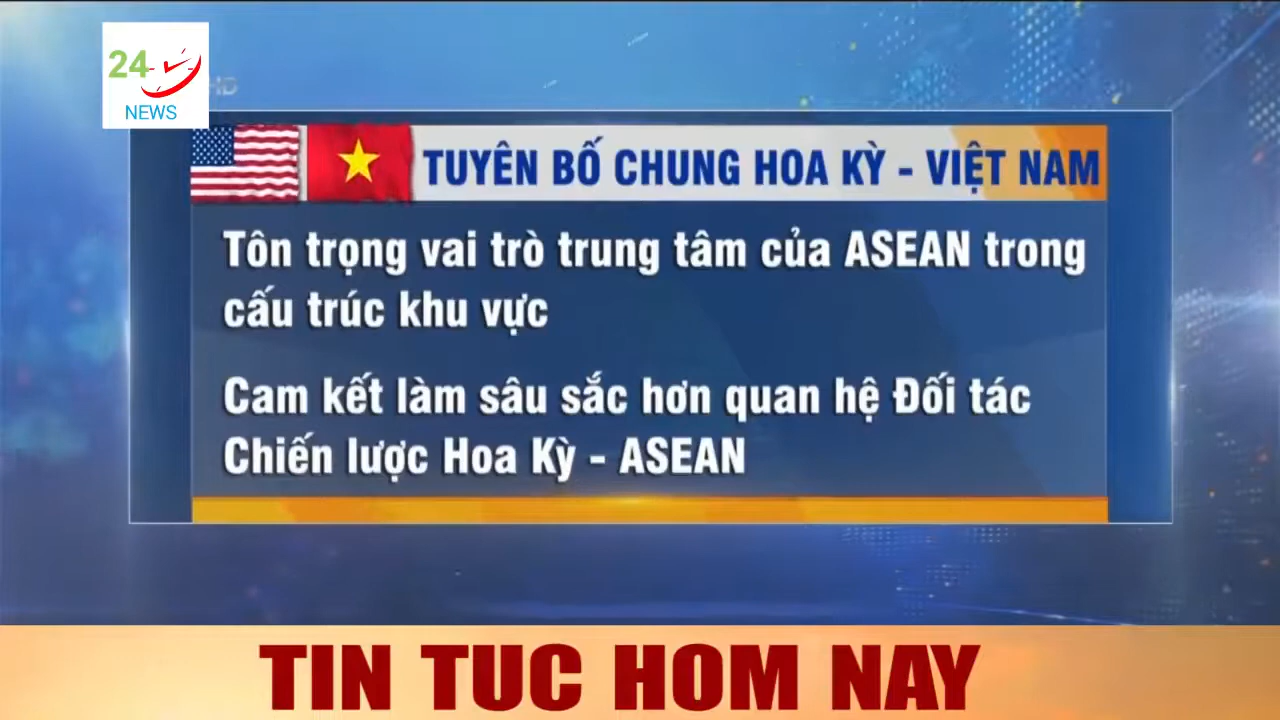 24
NEWS
HD
TUYÊN BỐ CHUNG HOA KỲ - VIỆT NAM
Tôn trọng vai trò trung tâm của ASEAN trong
cấu trúc khu vực
Cam kết làm sâu sắc hơn quan hệ Đối tác
Chiến lược Hoa Kỳ - ASEAN
TIN TUC HOM NAY